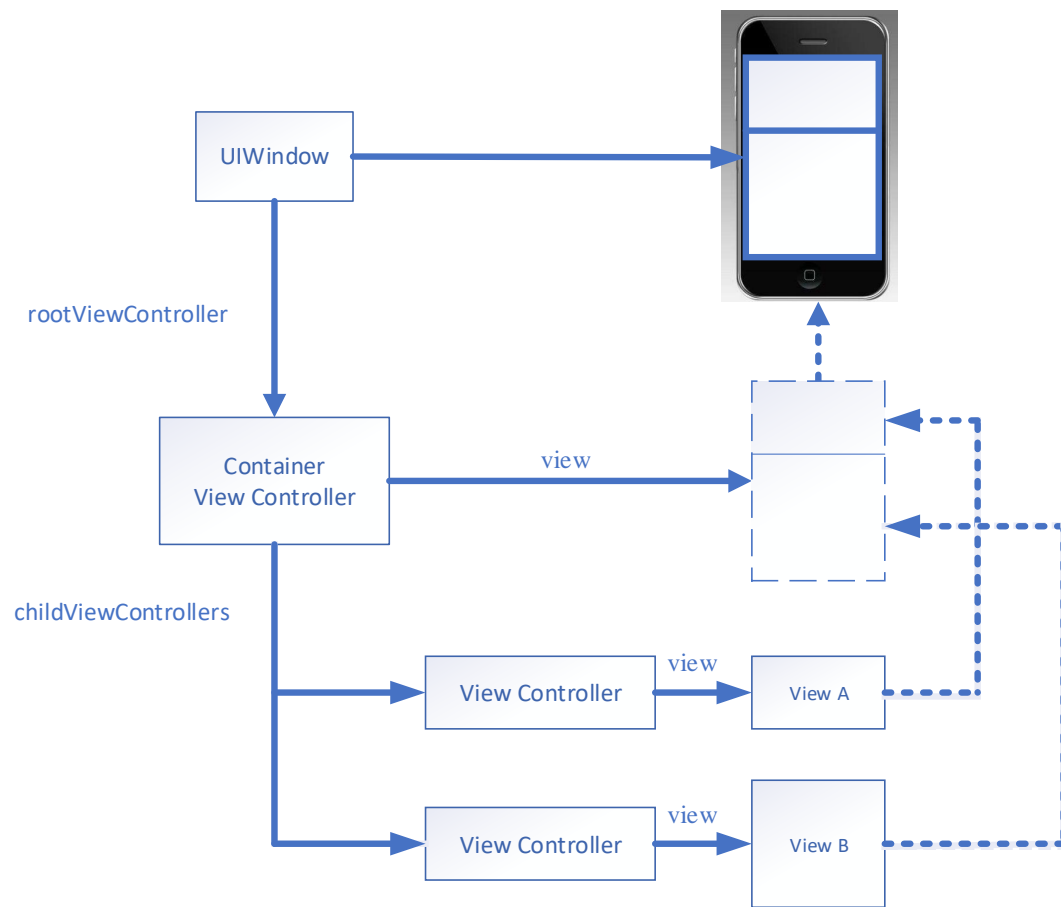 UIWindow
rootViewController
Container
View Controller
view
childViewControllers
View Controller
view
View A
View Controller
view
View B